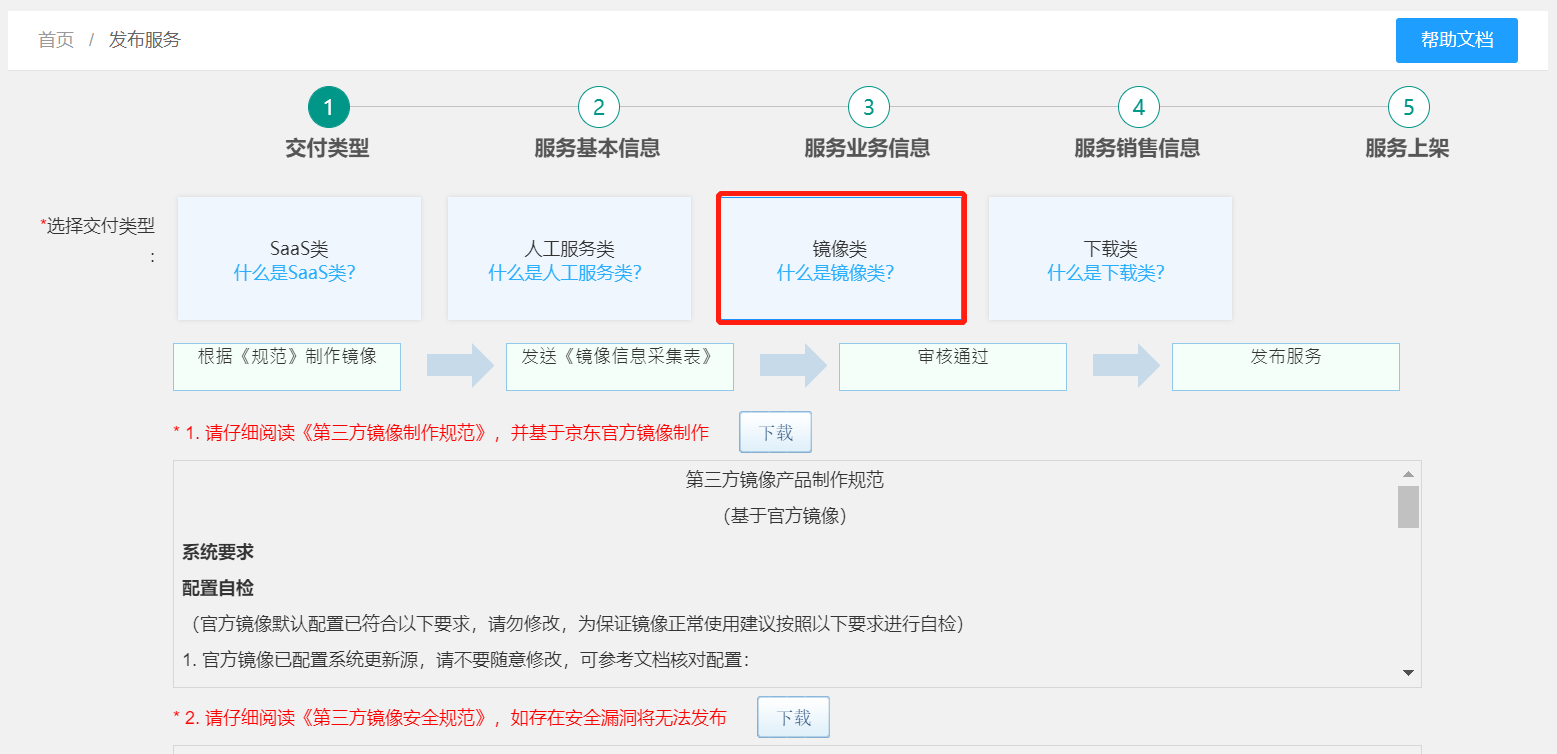 首页 / 发布服务
帮助文档
1
2
3
4
5
交付类型
服务基本信息
服务业务信息
服务销售信息
服务上架
*选择交付类型
:
SaaS类
什么是SaaS类?
人工服务类
什么是人工服务类?
镜像类
什么是镜像类?
下载类
什么是下载类?
根据《规范》制作镜像
发送《镜像信息采集表》
审核通过
发布服务
* 1. 请仔细阅读《第三方镜像制作规范》，并基于京东官方镜像制作
下载
第三方镜像产品制作规范
（基于官方镜像）
系统要求
配置自检
（官方镜像默认配置已符合以下要求，请勿修改，为保证镜像正常使用建议按照以下要求进行自检）
1. 官方镜像已配置系统更新源，请不要随意修改，可参考文档核对配置：
* 2. 请仔细阅读《第三方镜像安全规范》，如存在安全漏洞将无法发布
下载